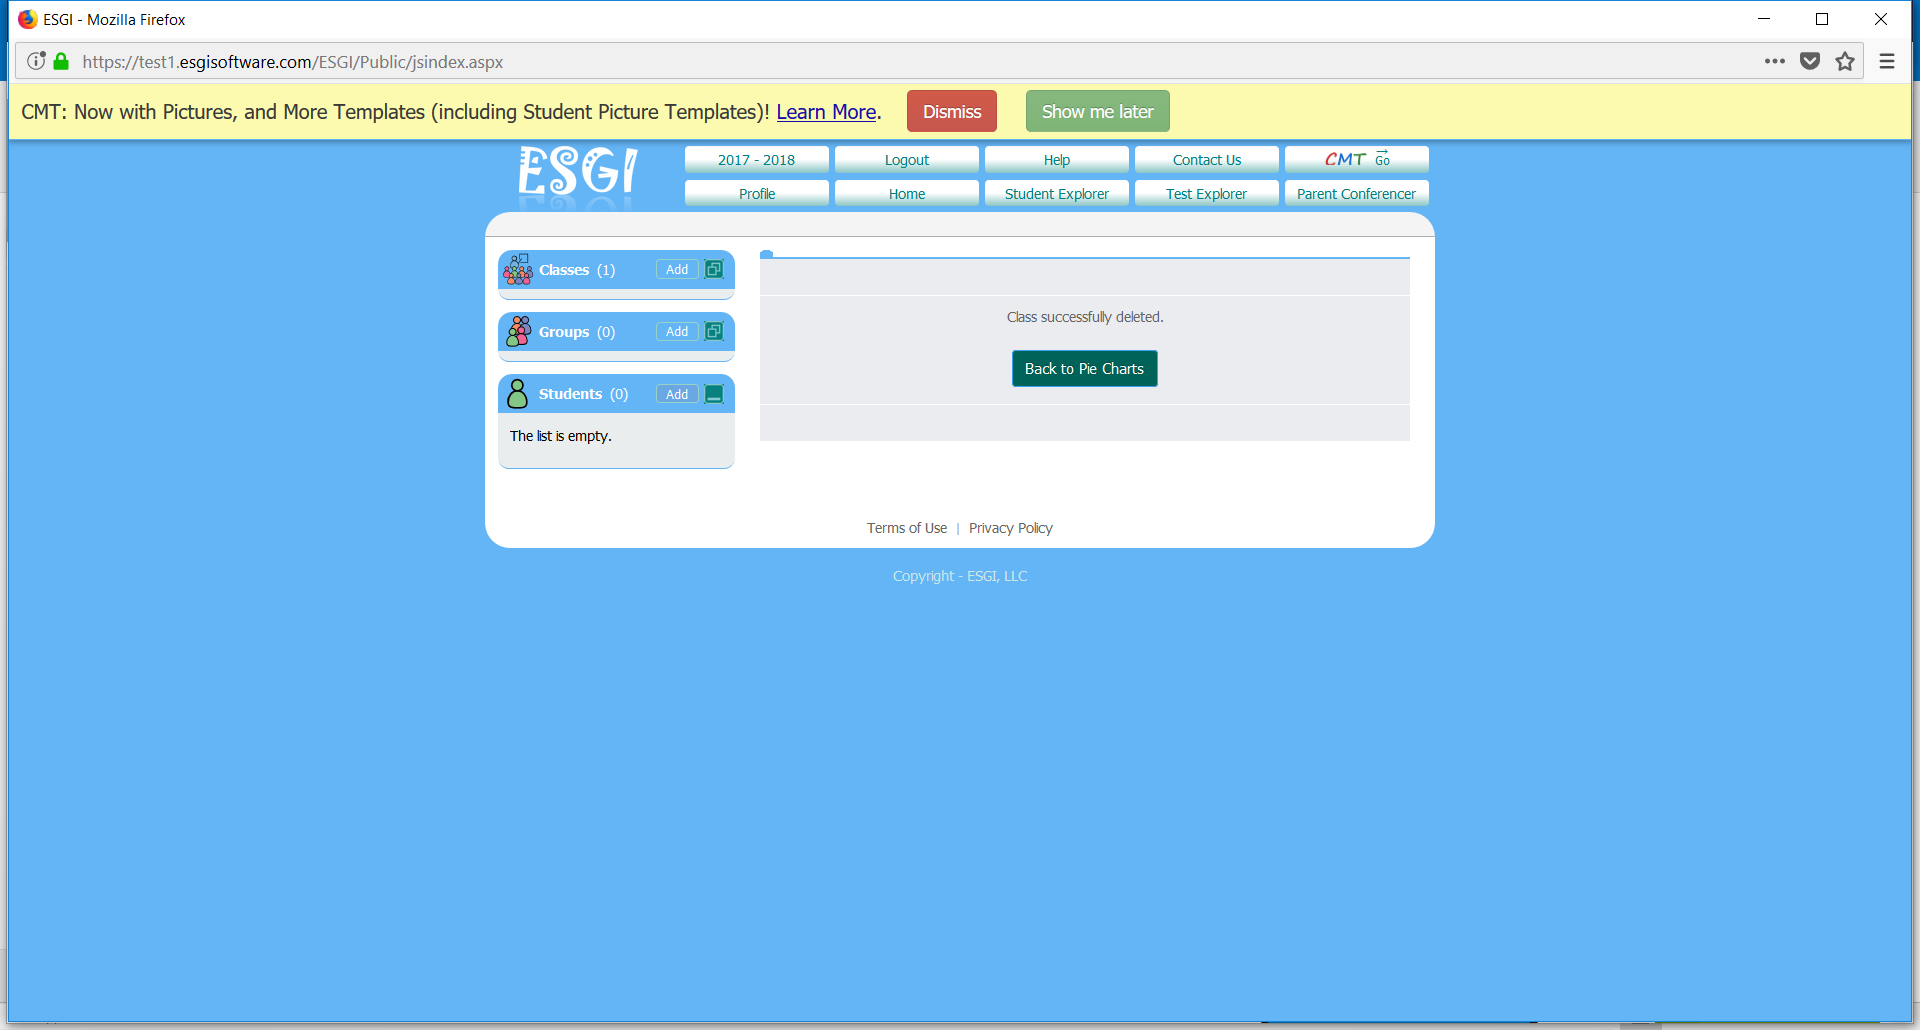 ESGI - Mozilla Firefox
https://test1.esgisoftware.com/ESGI/Public/jsindex.aspx
CMT: Now with Pictures, and More Templates (including Student Picture Templates)! Learn More. Dismiss Show me later
ESGI
2017 - 2018 Logout Help Contact Us CMT Go
Profile Home Student Explorer Test Explorer Parent Conferencer
Classes (1) Add
Groups (0) Add
Students (0) Add
The list is empty.
Class successfully deleted.
Back to Pie Charts
Terms of Use | Privacy Policy
Copyright - ESGI, LLC